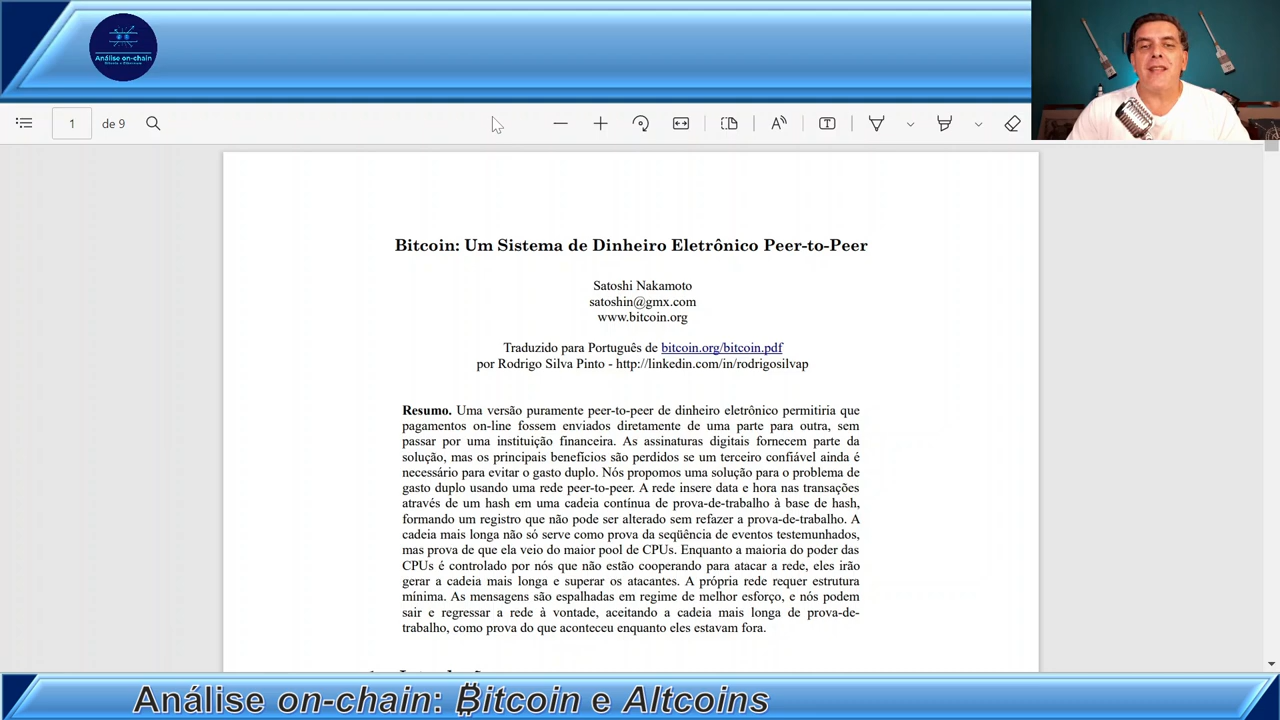 Análise on-chain
1 de 9
Bitcoin: Um Sistema de Dinheiro Eletrônico Peer-to-Peer
Satoshi Nakamoto
satoshin@gmx.com
www.bitcoin.org
Traduzido para Português de bitcoin.org/bitcoin.pdf
por Rodrigo Silva Pinto - http://linkedin.com/in/rodrigosilvap
Resumo. Uma versão puramente peer-to-peer de dinheiro eletrônico permitiria que
pagamentos on-line fossem enviados diretamente de uma parte para outra, sem
passar por uma instituição financeira. As assinaturas digitais fornecem parte da
solução, mas os principais benefícios são perdidos se um terceiro confiável ainda é
necessário para evitar o gasto duplo. Nós propomos uma solução para o problema de
gasto duplo usando uma rede peer-to-peer. A rede insere data e hora nas transações
através de um hash em uma cadeia contínua de prova-de-trabalho à base de hash,
formando um registro que não pode ser alterado sem refazer a prova-de-trabalho. A
cadeia mais longa não só serve como prova da seqüência de eventos testemunhados,
mas prova de que ela veio do maior pool de CPUs. Enquanto a maioria do poder das
CPUs é controlado por nós que não estão cooperando para atacar a rede, eles irão
gerar a cadeia mais longa e superar os atacantes. A própria rede requer estrutura
mínima. As mensagens são espalhadas em regime de melhor esforço, e nós podem
sair e regressar a rede à vontade, aceitando a cadeia mais longa de prova-de-
trabalho, como prova do que aconteceu enquanto eles estavam fora.
Análise on-chain: ₿itcoin e Altcoins